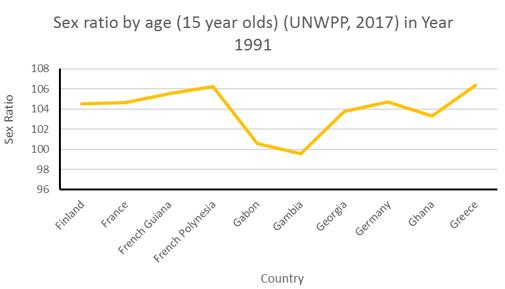 Sex ratio by age (15 year olds) (UNWPP, 2017) in Year
1991
108
106
104
102
100
98
96
Sex Ratio
Finland
France
French Guiana
French Polynesia
Gabon
Gambia
Georgia
Germany
Ghana
Greece
Country